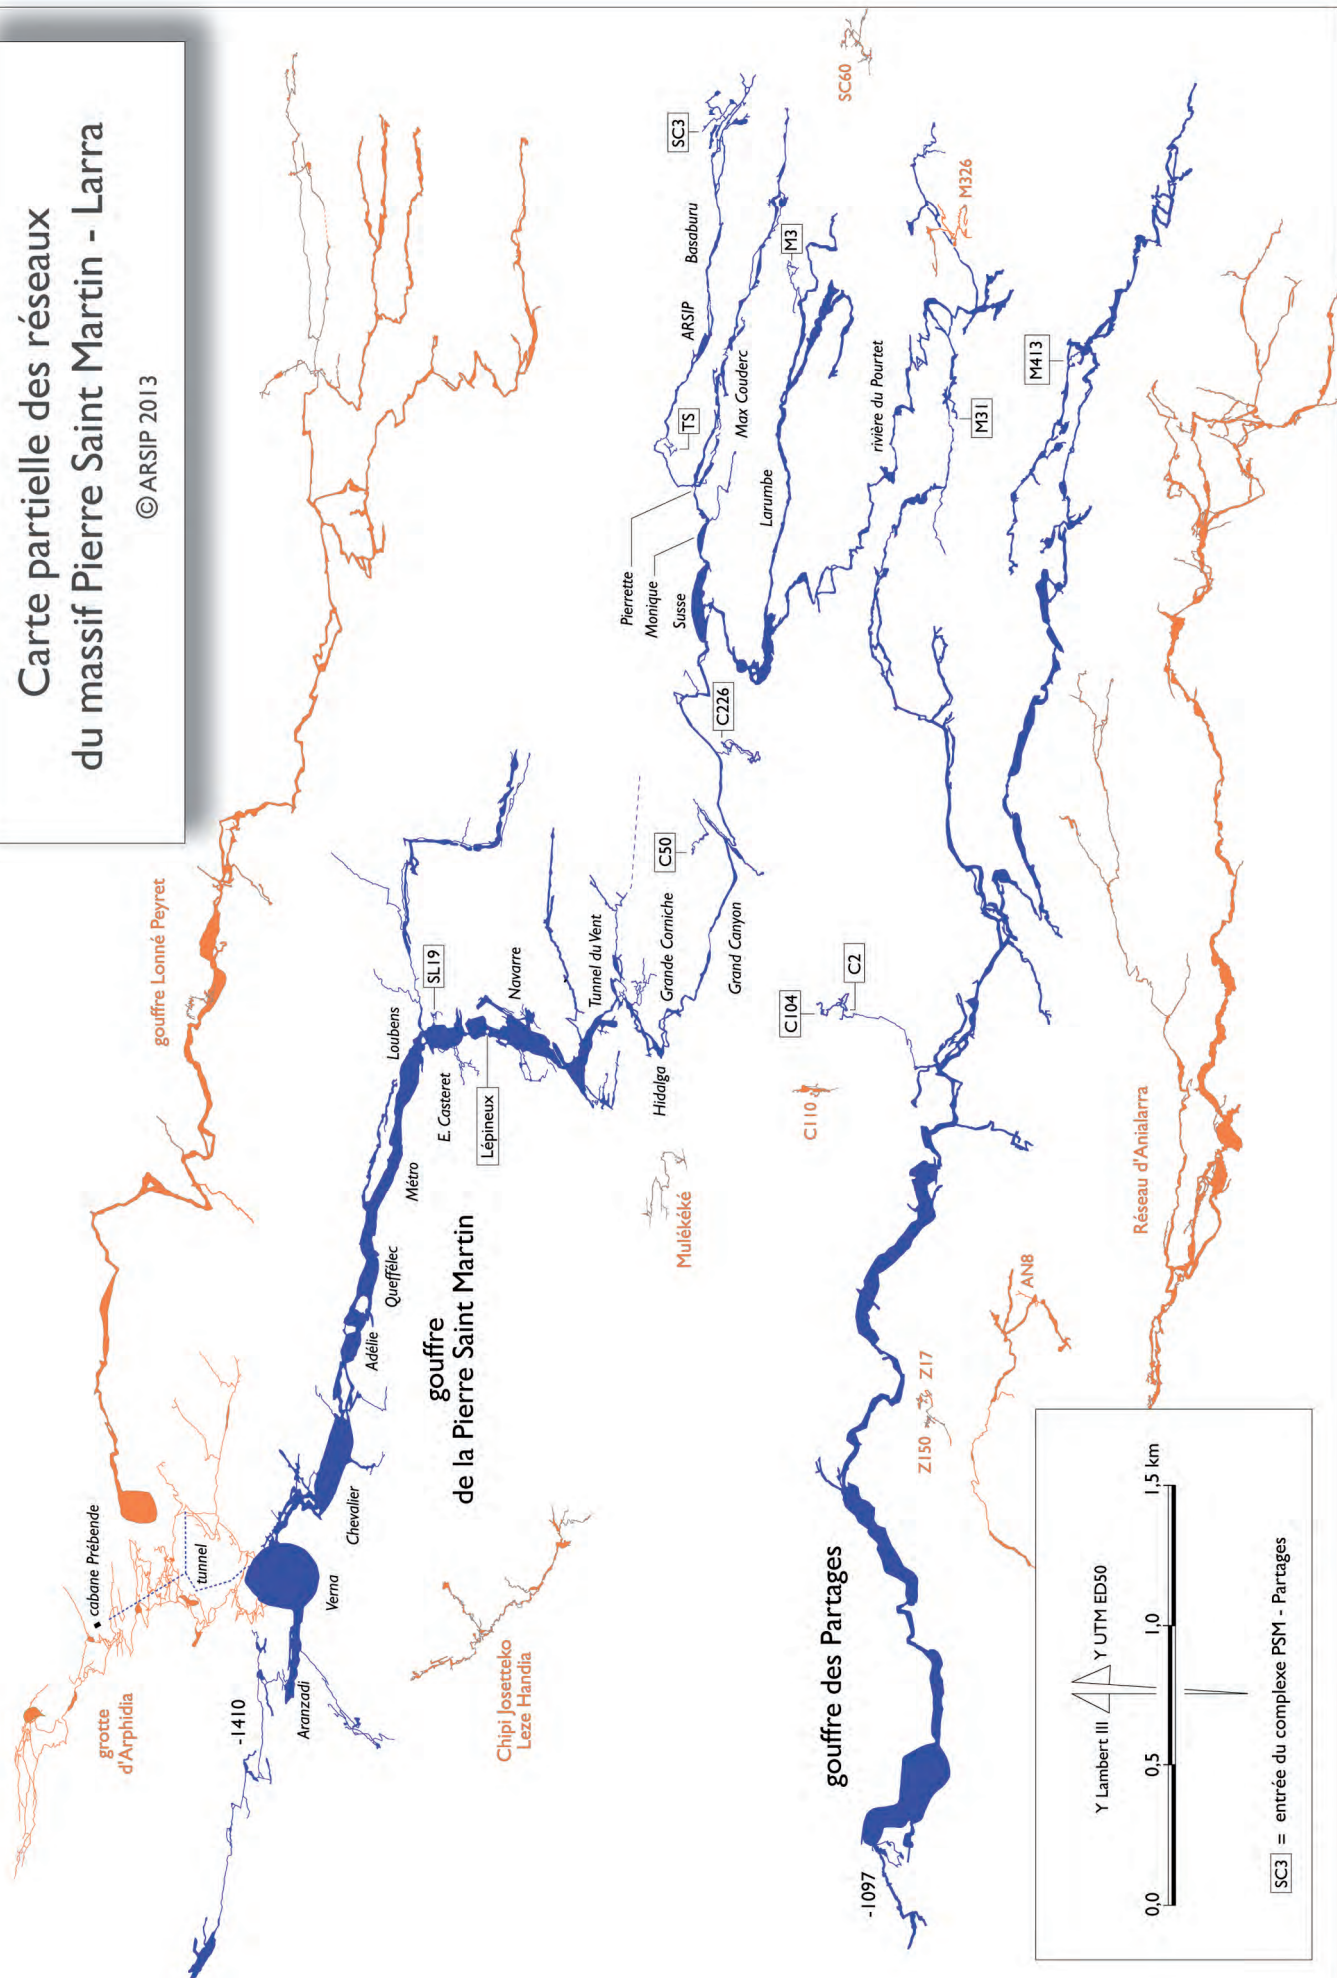 Carte partielle des réseaux
du massif Pierre Saint Martin - Larra
© ARSIP 2013
SC60
SC3
Basaburu
ARSIP
M3
M326
TS
Max Couderc
Larumbe
rivière du Pourtet
M31
M413
Pierrette
Monique
Susse
C226
C50
gouffre Lonné Peyret
SL19
Loubens
Navarre
Tunnel du Vent
Grande Corniche
Grand Canyon
Hidalga
E. Casteret
Lépineux
Métro
C2
C104
C110
Mulékéké
Réseau d'Anialarra
Queffélec
Adélie
gouffre
de la Pierre Saint Martin
AN8
Z17
Z150
Chevalier
cabane Prébende
tunnel
Verna
Aranzadi
-1410
grotte
d'Arphidia
Chipi Josetteko
Leze Handia
gouffre des Partages
-1097
Y Lambert III
Y UTM ED50
0,0
0,5
1,0
1,5 km
SC3 = entrée du complexe PSM - Partages